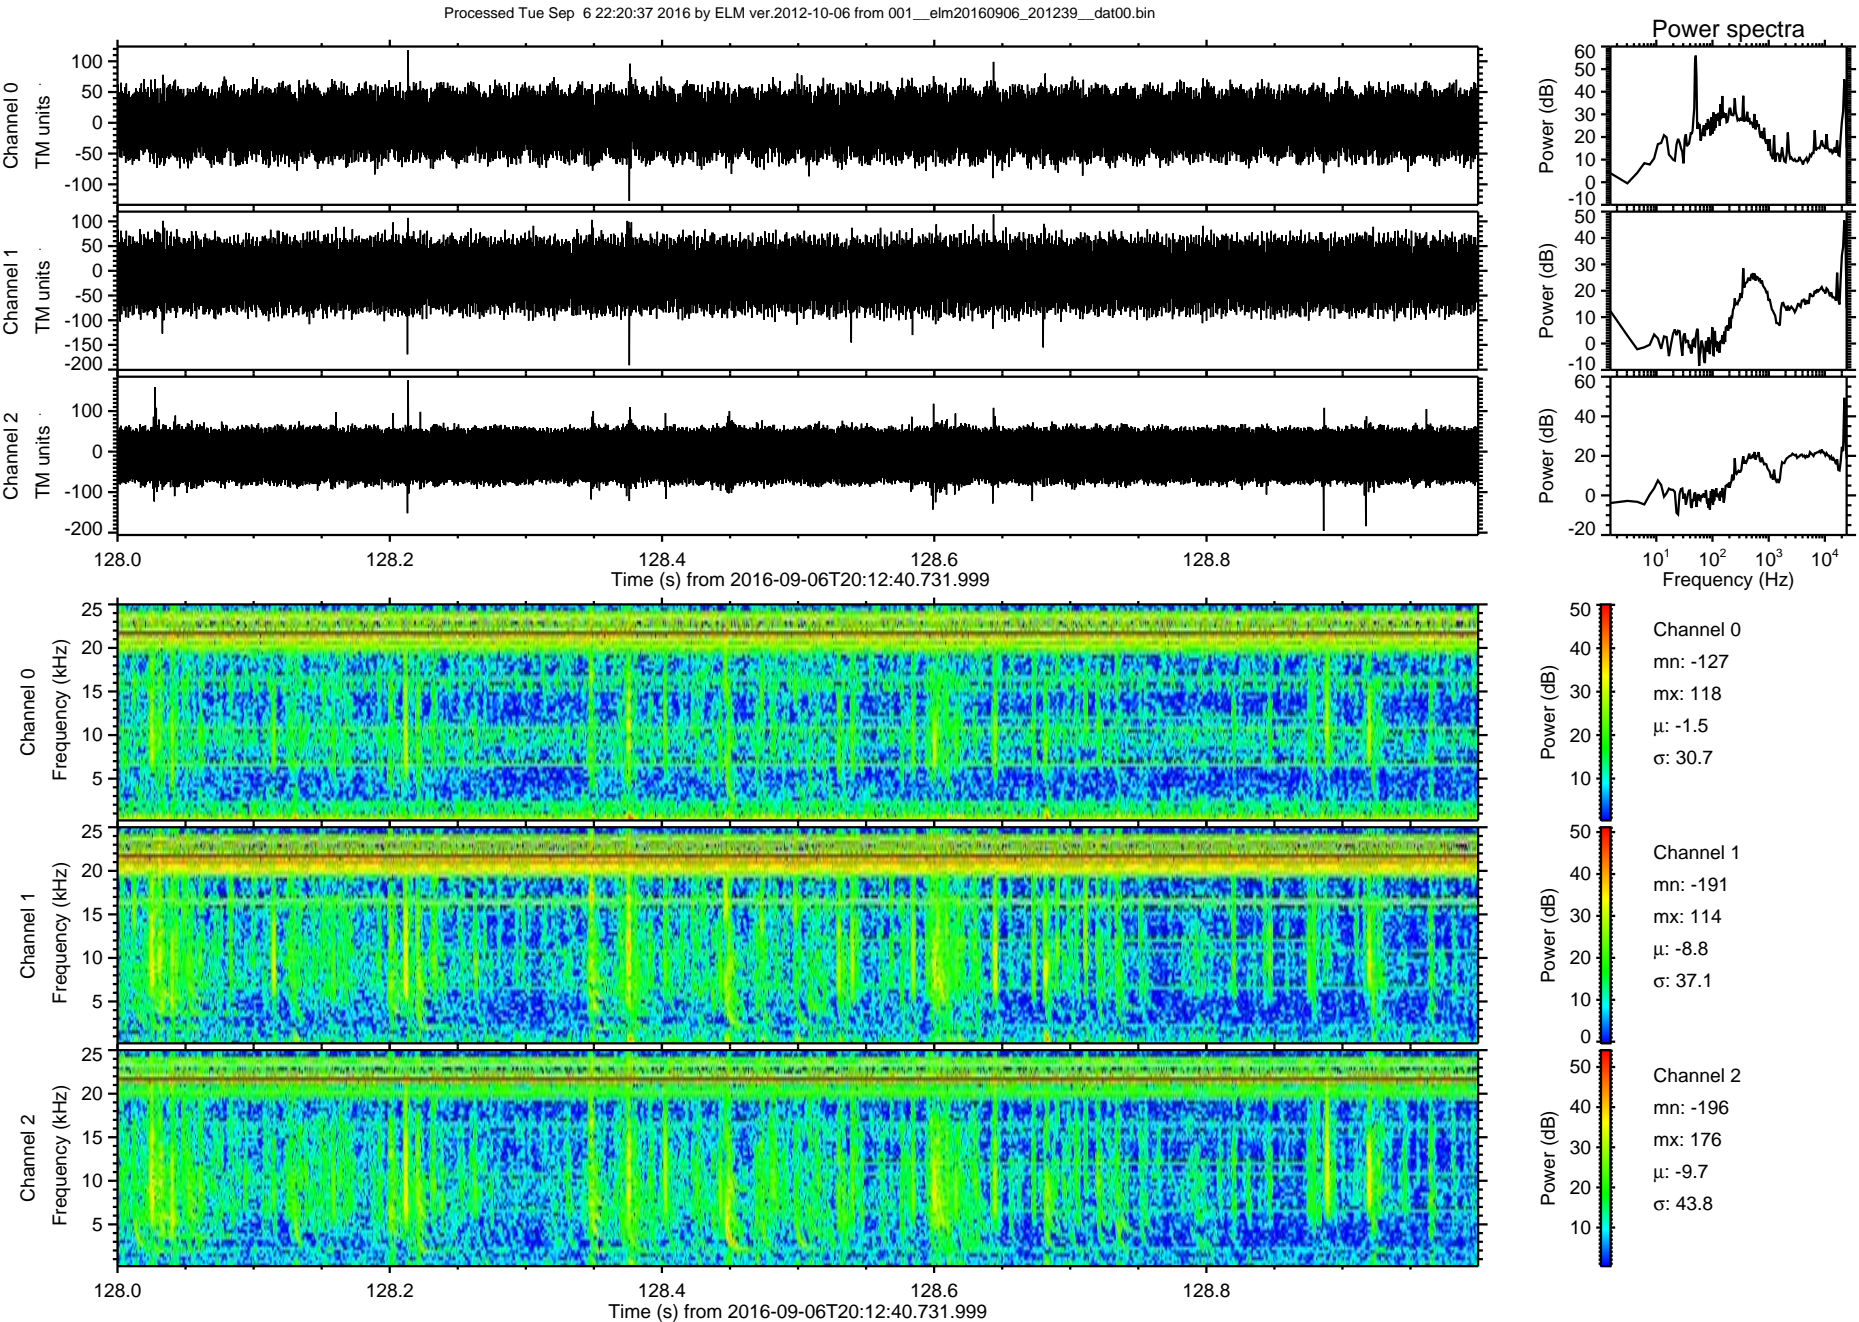 Processed Tue Sep  6 22:20:37 2016 by ELM ver.2012-10-06 from 001__elm20160906_201239__dat00.bin
Power spectra
Channel 0
TM units
100
50
0
-50
-100
Power (dB)
60
50
40
30
20
10
0
-10
Channel 1
TM units
100
50
0
-50
-100
-150
-200
Power (dB)
50
40
30
20
10
0
-10
Channel 2
TM units
100
0
-100
-200
Power (dB)
60
40
20
0
-20
128.0 128.2 128.4 128.6 128.8
Time (s) from 2016-09-06T20:12:40.731.999
10^1 10^2 10^3 10^4
Frequency (Hz)
Channel 0
Frequency (kHz)
25
20
15
10
5
Power (dB)
50
40
30
20
10
Channel 0
mn: -127
mx: 118
μ: -1.5
σ: 30.7
Channel 1
Frequency (kHz)
25
20
15
10
5
Power (dB)
50
40
30
20
10
0
Channel 1
mn: -191
mx: 114
μ: -8.8
σ: 37.1
Channel 2
Frequency (kHz)
25
20
15
10
5
Power (dB)
50
40
30
20
10
Channel 2
mn: -196
mx: 176
μ: -9.7
σ: 43.8
128.0 128.2 128.4 128.6 128.8
Time (s) from 2016-09-06T20:12:40.731.999